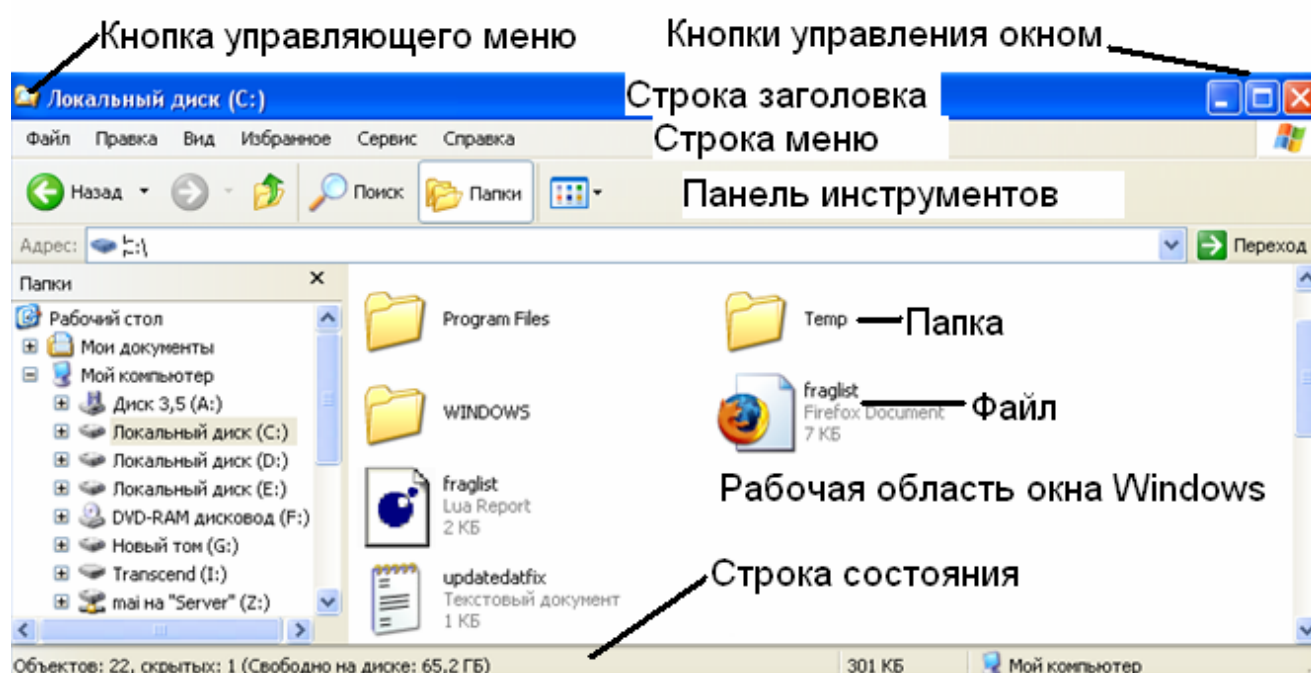 Кнопка управляющего меню
Кнопки управления окном
Локальный диск (C:)
Строка заголовка
Файл Правка Вид Избранное Сервис Справка
Строка меню
Назад Поиск Папки
Панель инструментов
Адрес: C:\ Переход
Папки
Рабочий стол
Мои документы
Мой компьютер
Диск 3,5 (A:)
Локальный диск (C:)
Локальный диск (D:)
Локальный диск (E:)
DVD-RAM дисковод (F:)
Новый том (G:)
Transcend (I:)
mai на "Server" (Z:)
Program Files
Temp
Папка
WINDOWS
fraglist
Firefox Document
7 КБ
Файл
fraglist
Lua Report
2 КБ
Рабочая область окна Windows
updatedatfix
Текстовый документ
1 КБ
Строка состояния
Объектов: 22, скрытых: 1 (Свободно на диске: 65,2 ГБ) 301 КБ Мой компьютер